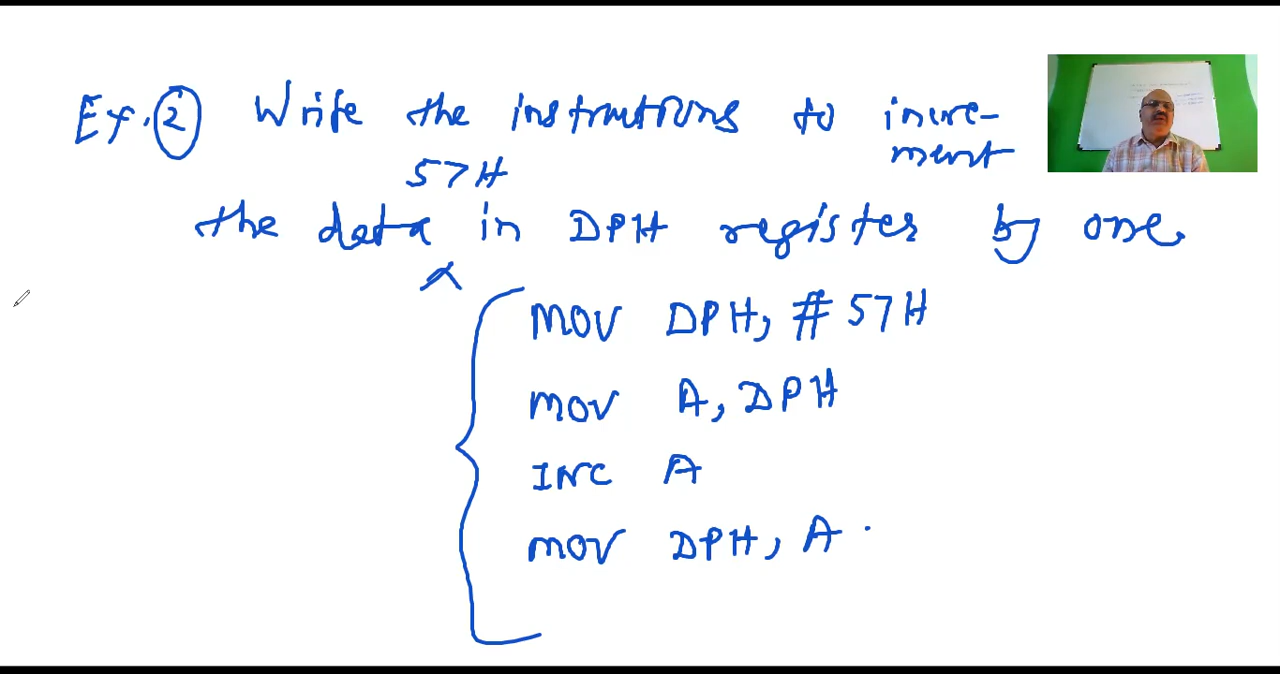 Ex. 2 Write the instructions to incre-
ment
57H
the data in DPH register by one.
MOV DPH, # 57H
MOV A, DPH
INC A
MOV DPH, A .